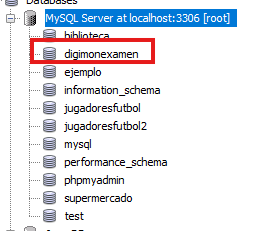 Databases
MySQL Server at localhost:3306 [root]
biblioteca
digimonexamen
ejemplo
information_schema
jugadoresfutbol
jugadoresfutbol2
mysql
performance_schema
phpmyadmin
supermercado
test